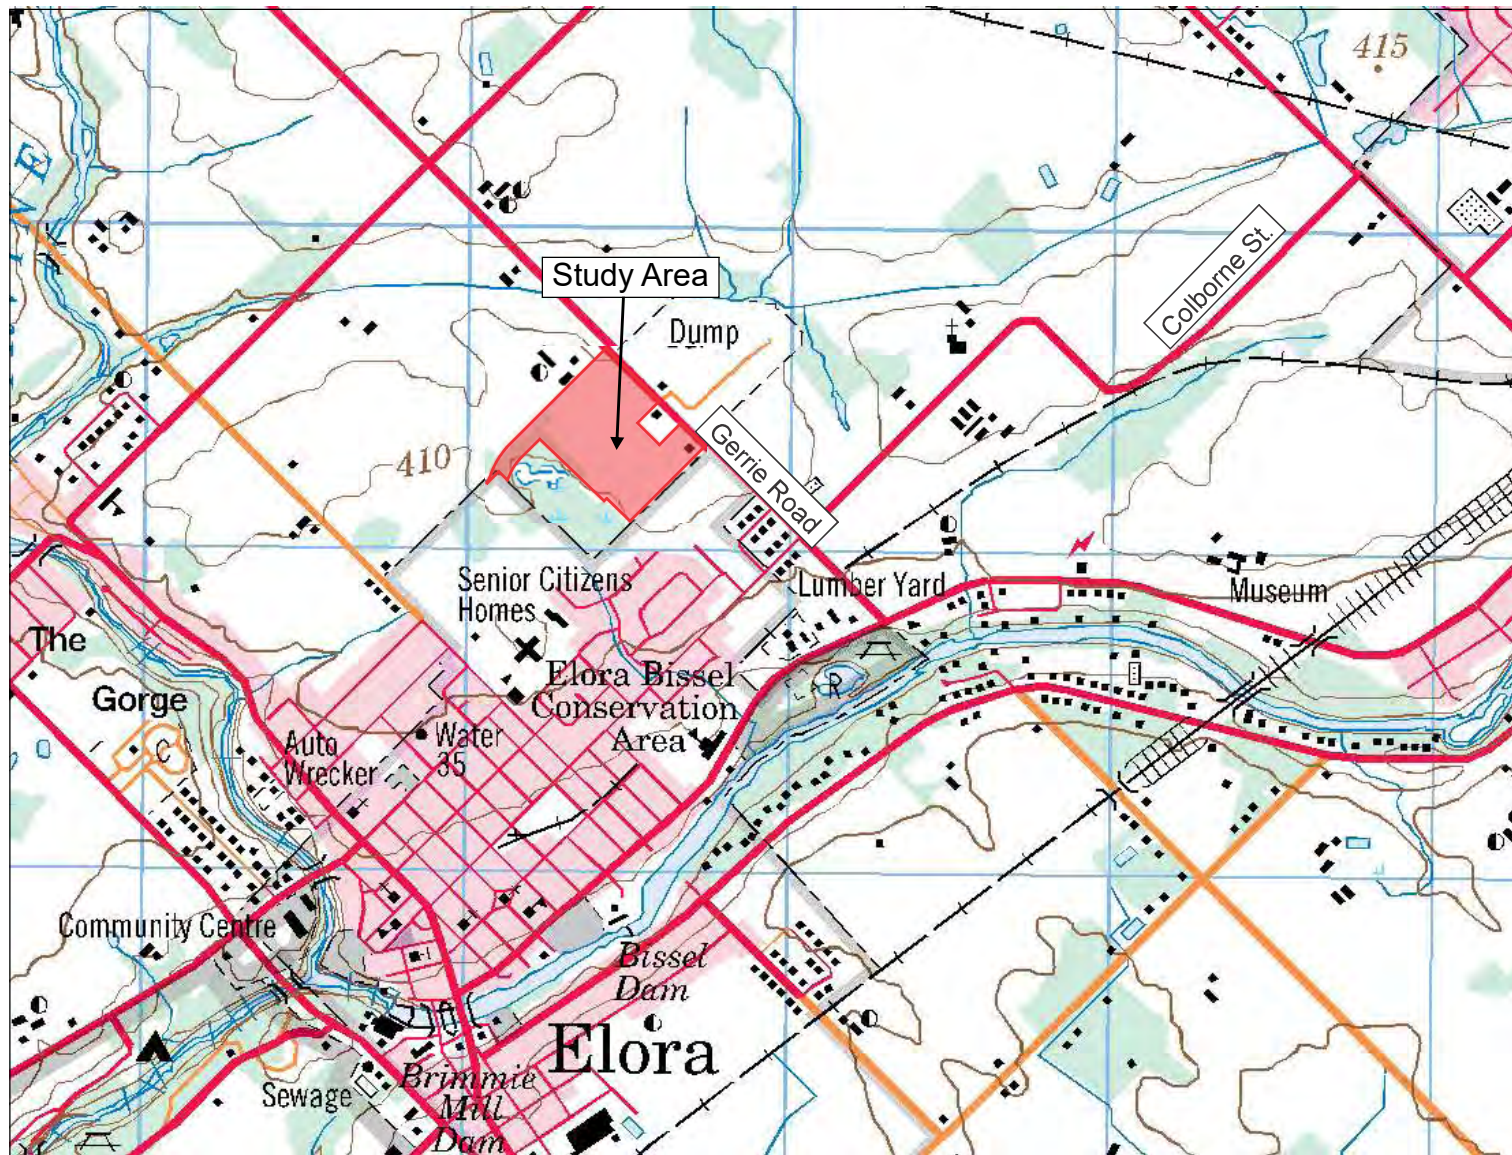 415
NE
Colborne St.
Study Area
Dump
410
Gerrie Road
Senior Citizens
Homes
Lumber Yard
Museum
The
Gorge
Elora Bissel
Conservation
Area
R
C
Auto
Wrecker
Water
35
Community Centre
Bissel
Dam
Elora
Sewage
Brimmie
Mill
Dam